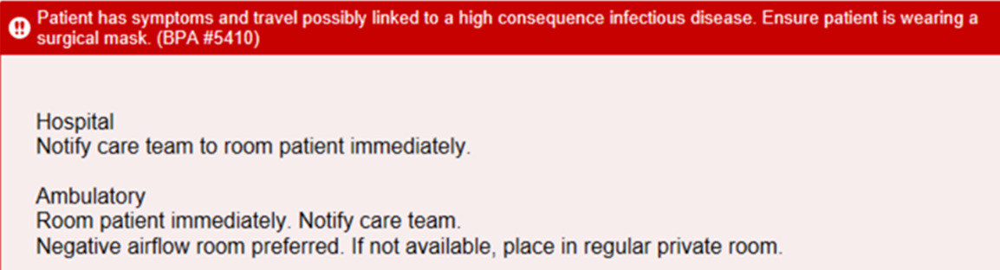 Patient has symptoms and travel possibly linked to a high consequence infectious disease. Ensure patient is wearing a
surgical mask. (BPA #5410)
Hospital
Notify care team to room patient immediately.
Ambulatory
Room patient immediately. Notify care team.
Negative airflow room preferred. If not available, place in regular private room.